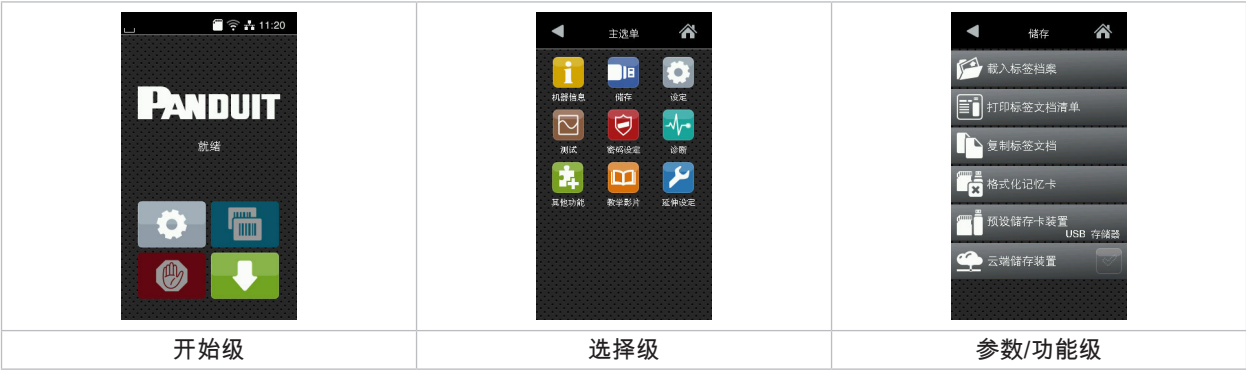 11:20
PANDUIT
就绪
主选单
机器信息 储存 设定
测试 密码设定 诊断
其他功能 教学影片 延伸设定
储存
载入标签档案
打印标签文档清单
复制标签文档
格式化记忆卡
预设储存卡装置
USB 存储器
云端储存装置
开始级 选择级 参数/功能级